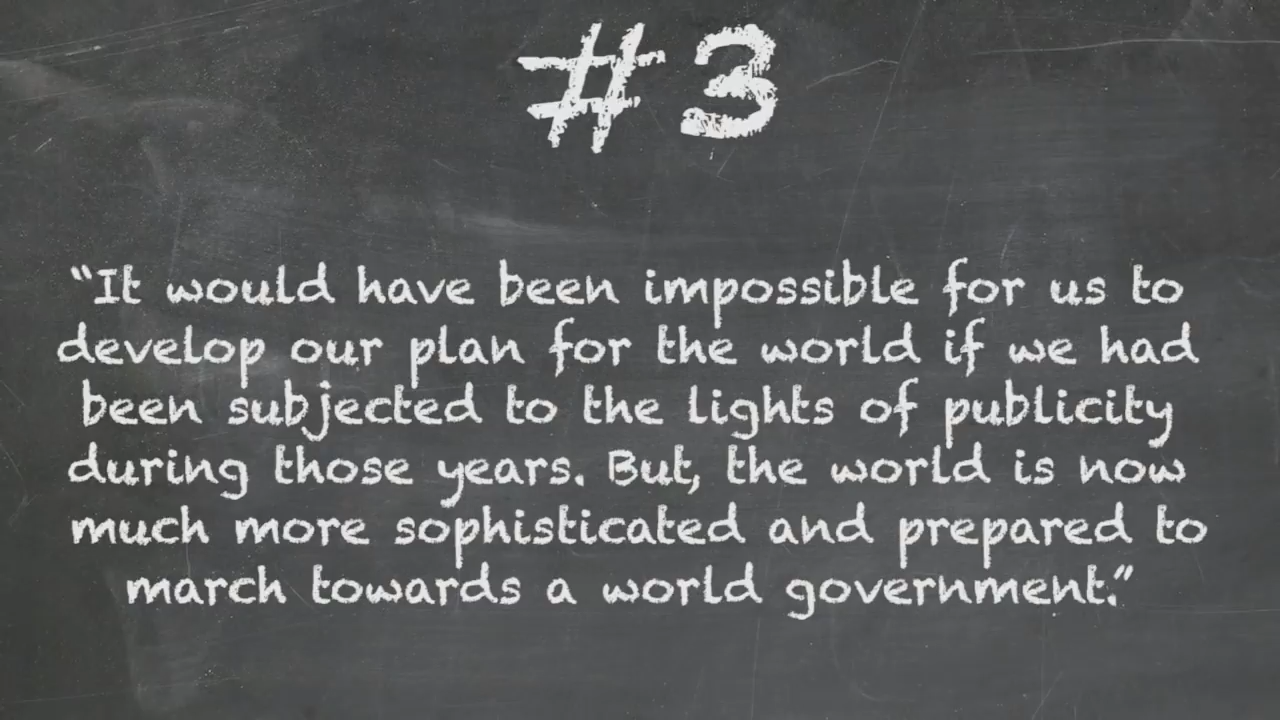 #3
“It would have been impossible for us to
develop our plan for the world if we had
been subjected to the lights of publicity
during those years. But, the world is now
much more sophisticated and prepared to
march towards a world government.”